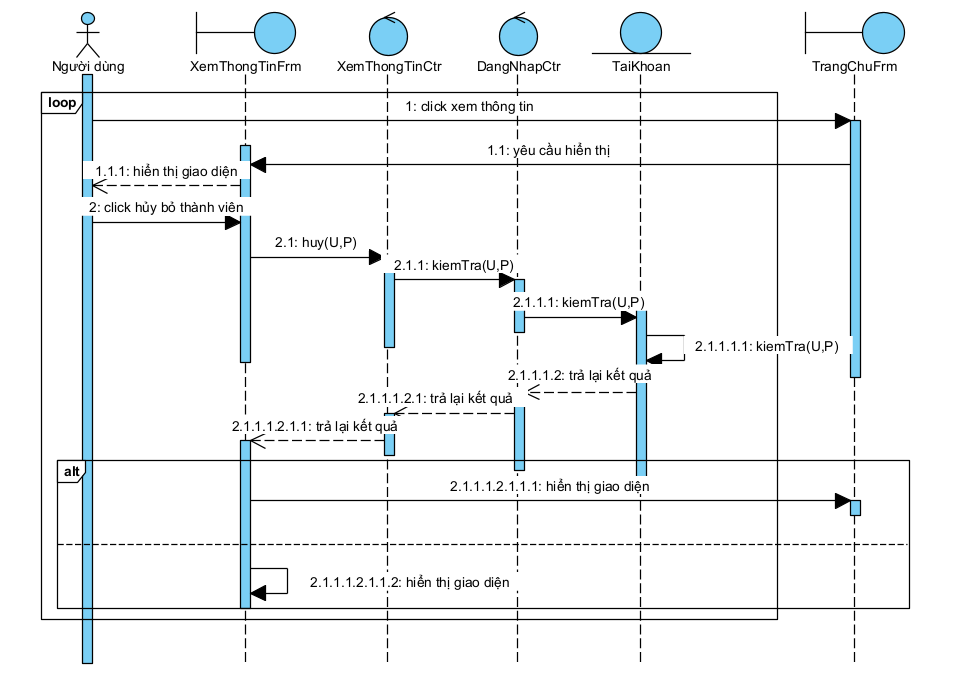 Người dùng
XemThongTinFrm
XemThongTinCtr
DangNhapCtr
TaiKhoan
TrangChuFrm
loop
1: click xem thông tin
1.1: yêu cầu hiển thị
1.1.1: hiển thị giao diện
2: click hủy bỏ thành viên
2.1: huy(U,P)
2.1.1: kiemTra(U,P)
2.1.1.1: kiemTra(U,P)
2.1.1.1.1: kiemTra(U,P)
2.1.1.1.2: trả lại kết quả
2.1.1.1.2.1: trả lại kết quả
2.1.1.1.2.1.1: trả lại kết quả
alt
2.1.1.1.2.1.1.1: hiển thị giao diện
2.1.1.1.2.1.1.2: hiển thị giao diện